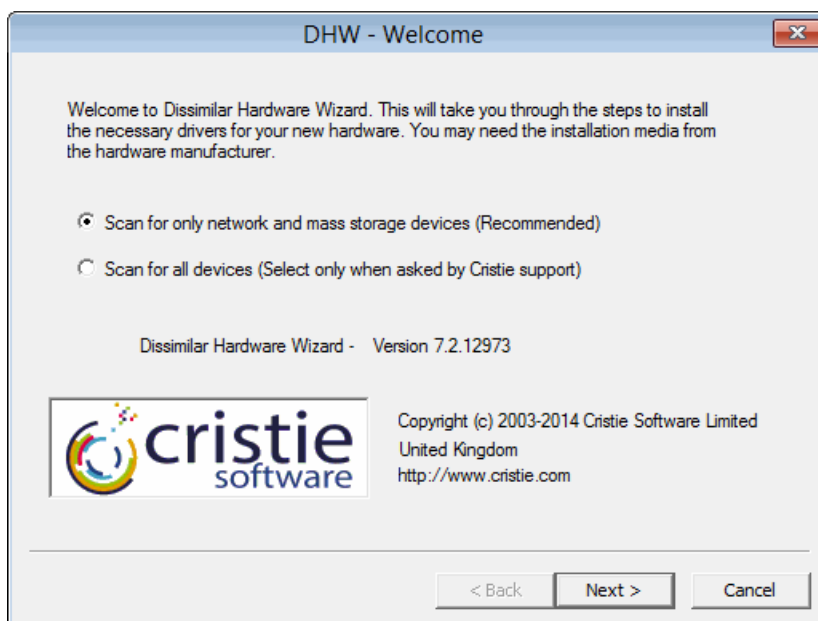 DHW - Welcome
Welcome to Dissimilar Hardware Wizard. This will take you through the steps to install
the necessary drivers for your new hardware. You may need the installation media from
the hardware manufacturer.
Scan for only network and mass storage devices (Recommended)
Scan for all devices (Select only when asked by Cristie support)
Dissimilar Hardware Wizard - Version 7.2.12973
cristie
software
Copyright (c) 2003-2014 Cristie Software Limited
United Kingdom
http://www.cristie.com
< Back Next > Cancel